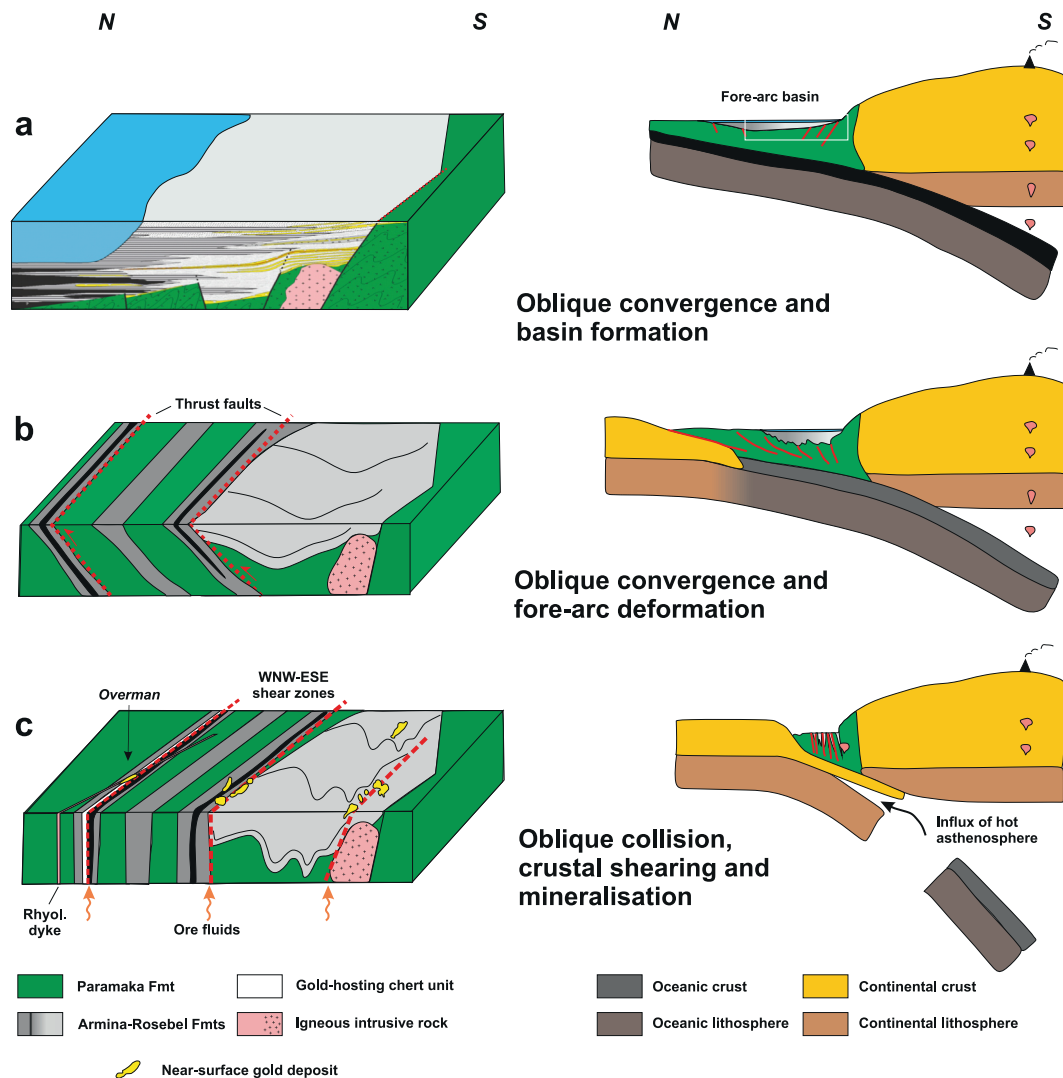 N
S
N
S
a
Fore-arc basin
Oblique convergence and
basin formation
b
Thrust faults
Oblique convergence and
fore-arc deformation
c
Overman
WNW-ESE
shear zones
Rhyol.
dyke
Ore fluids
Influx of hot
asthenosphere
Oblique collision,
crustal shearing and
mineralisation
Paramaka Fmt
Gold-hosting chert unit
Oceanic crust
Continental crust
Armina-Rosebel Fmts
Igneous intrusive rock
Oceanic lithosphere
Continental lithosphere
Near-surface gold deposit